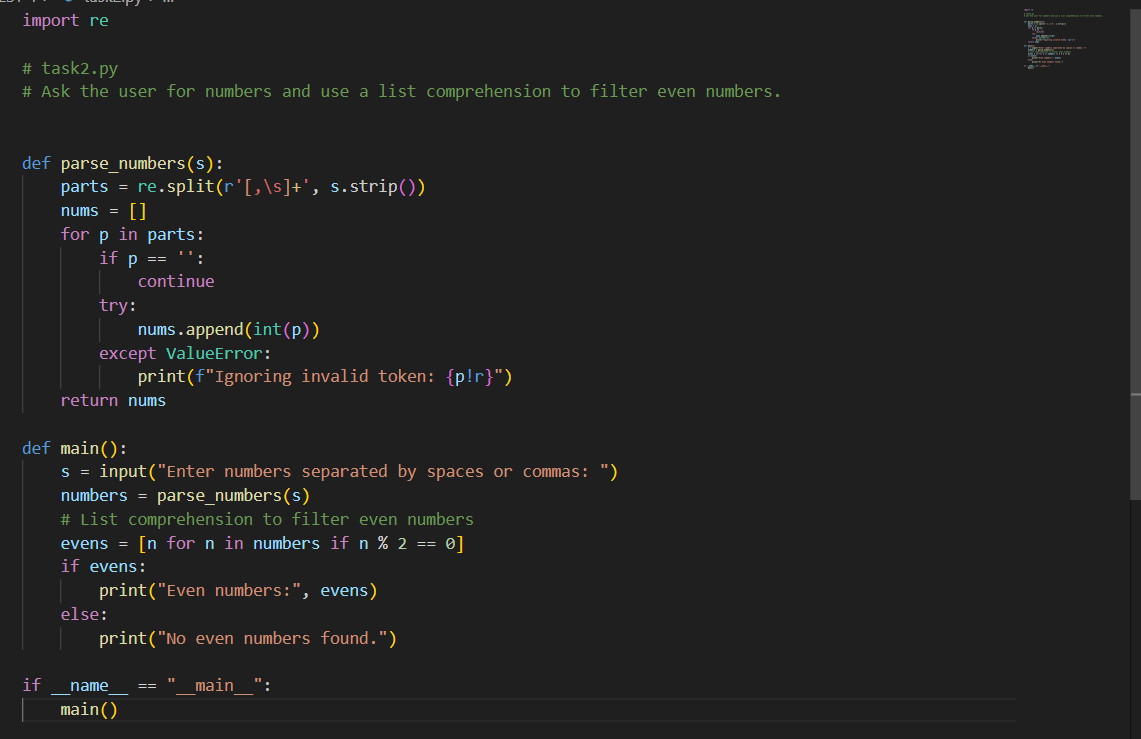 task2.py
import re
# task2.py
# Ask the user for numbers and use a list comprehension to filter even numbers.
def parse_numbers(s):
    parts = re.split(r'[,\s]+', s.strip())
    nums = []
    for p in parts:
        if p == '':
            continue
        try:
            nums.append(int(p))
        except ValueError:
            print(f"Ignoring invalid token: {p!r}")
    return nums
def main():
    s = input("Enter numbers separated by spaces or commas: ")
    numbers = parse_numbers(s)
    # List comprehension to filter even numbers
    evens = [n for n in numbers if n % 2 == 0]
    if evens:
        print("Even numbers:", evens)
    else:
        print("No even numbers found.")
if __name__ == "__main__":
    main()